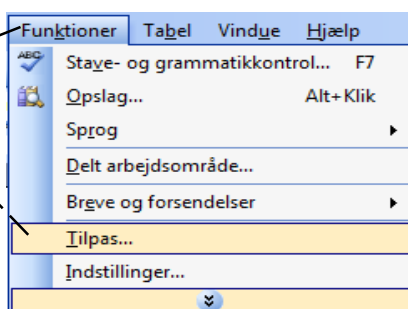 Funktioner Tabel Vindue Hjælp
ABC Stave- og grammatikkontrol... F7
Opslag... Alt+Klik
Sprog
Delt arbejdsområde...
Breve og forsendelser
Tilpas...
Indstillinger...